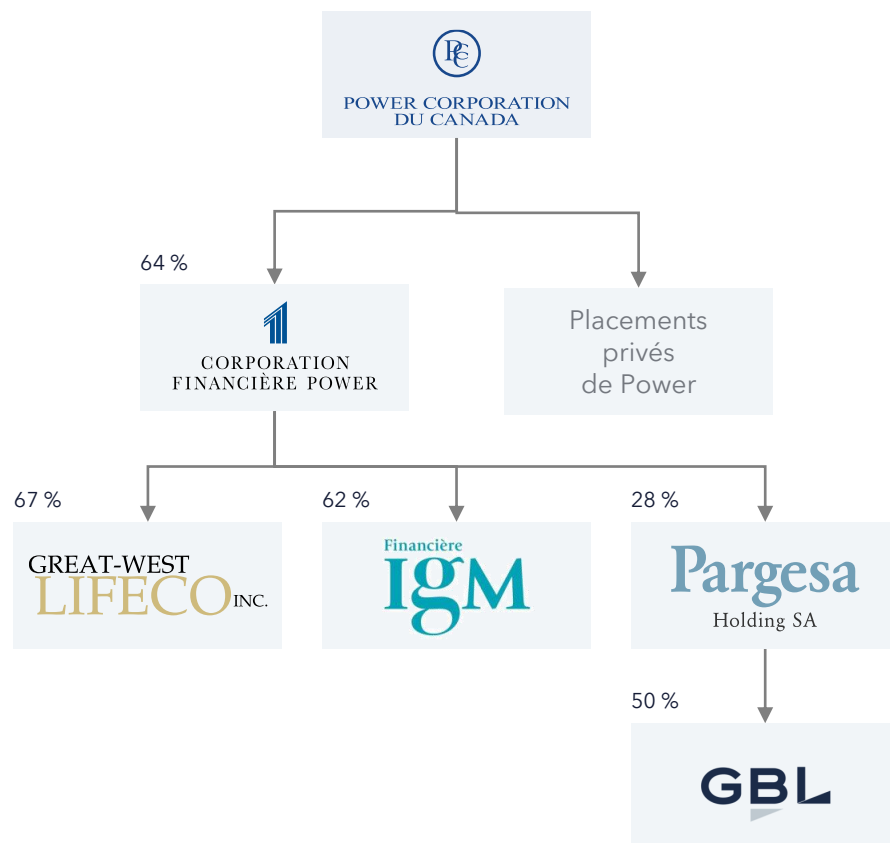 PCC
POWER CORPORATION
DU CANADA
64 %
CORPORATION
FINANCIÈRE POWER
Placements
privés
de Power
67 %
GREAT-WEST
LIFECO INC.
62 %
Financière
IGM
28 %
Pargesa
Holding SA
50 %
GBL